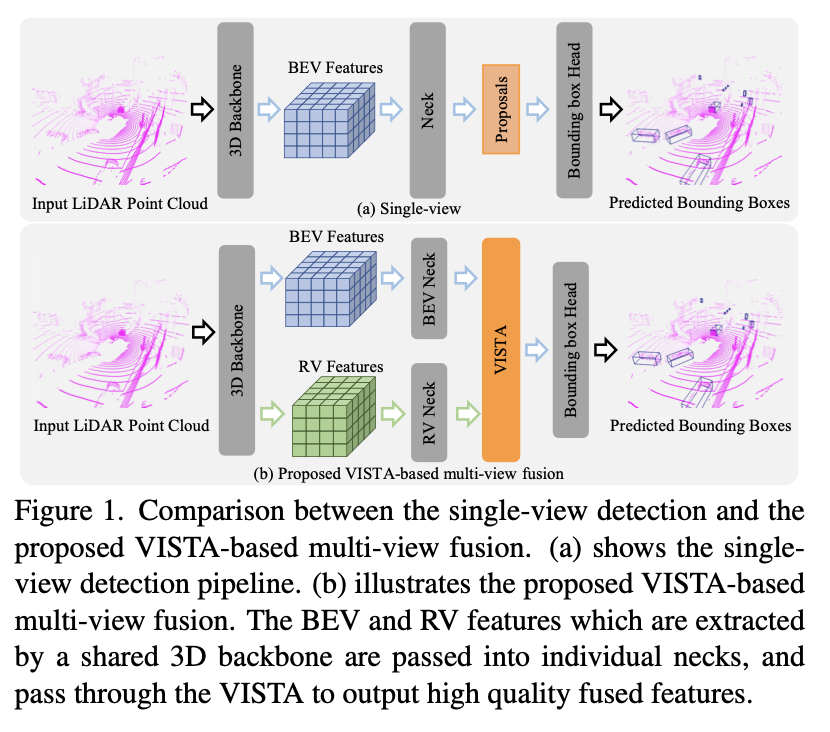 BEV Features
3D Backbone
Neck
Proposals
Bounding box Head
Input LiDAR Point Cloud
Predicted Bounding Boxes
(a) Single-view
BEV Features
3D Backbone
BEV Neck
RV Features
RV Neck
VISTA
Bounding box Head
Input LiDAR Point Cloud
Predicted Bounding Boxes
(b) Proposed VISTA-based multi-view fusion
Figure 1. Comparison between the single-view detection and the
proposed VISTA-based multi-view fusion. (a) shows the single-
view detection pipeline. (b) illustrates the proposed VISTA-based
multi-view fusion. The BEV and RV features which are extracted
by a shared 3D backbone are passed into individual necks, and
pass through the VISTA to output high quality fused features.